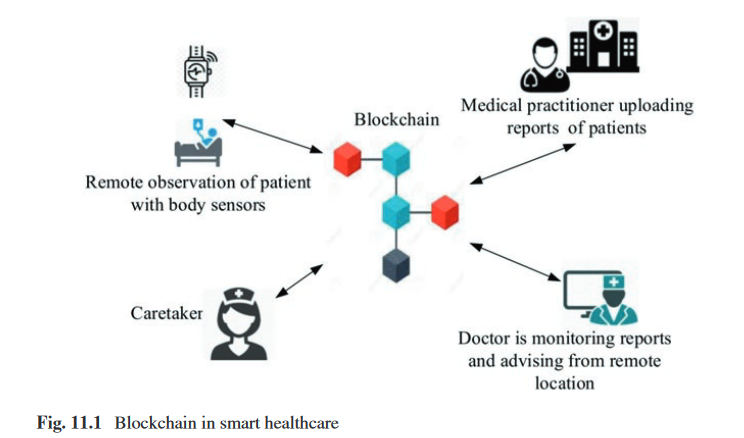 Blockchain
Medical practitioner uploading
reports of patients
Remote observation of patient
with body sensors
Caretaker
Doctor is monitoring reports
and advising from remote
location
Fig. 11.1 Blockchain in smart healthcare